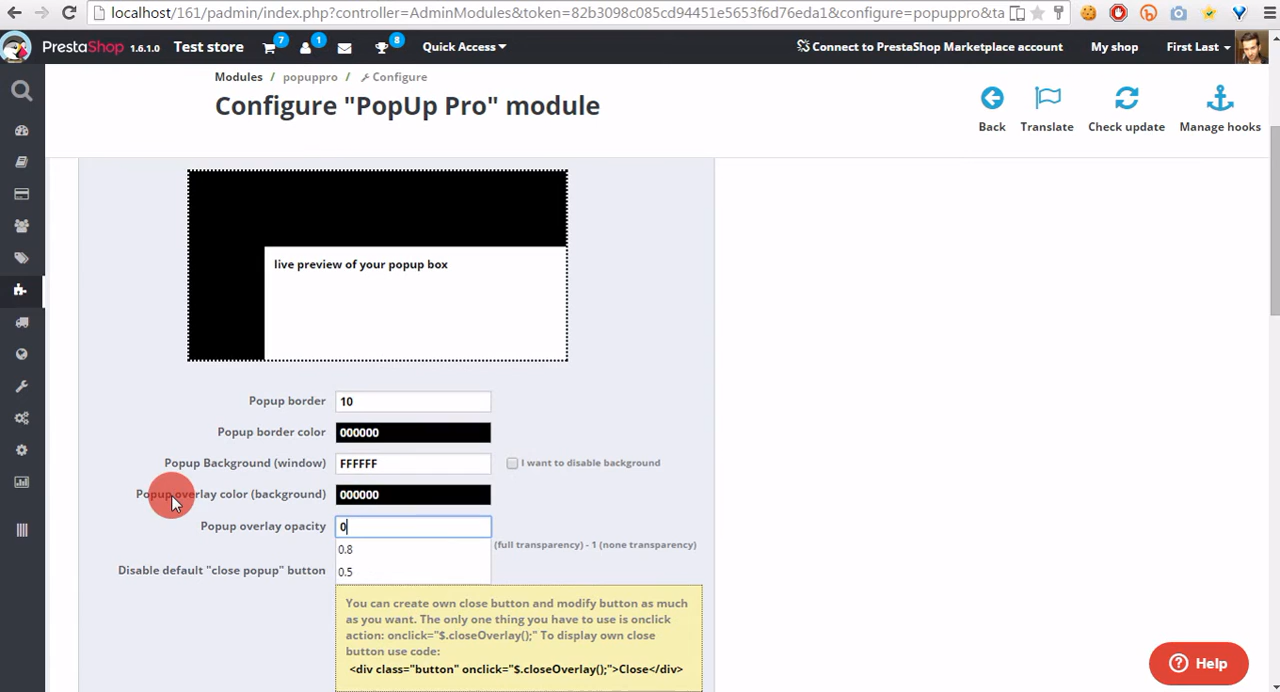 localhost/161/padmin/index.php?controller=AdminModules&token=82b3098c085cd94451e5653f6d76eda1&configure=popuppro&ta
PrestaShop 1.6.1.0 Test store 7 1 8 Quick Access Connect to PrestaShop Marketplace account My shop First Last
Modules / popuppro / Configure
Configure "PopUp Pro" module
Back Translate Check update Manage hooks
live preview of your popup box
Popup border 10
Popup border color 000000
Popup Background (window) FFFFFF I want to disable background
Popup overlay color (background) 000000
Popup overlay opacity 0
(full transparency) - 1 (none transparency)
0.8
0.5
Disable default "close popup" button
You can create own close button and modify button as much
as you want. The only one thing you have to use is onclick
action: onclick="$.closeOverlay();" To display own close
button use code:
<div class="button" onclick="$.closeOverlay();">Close</div>
Help